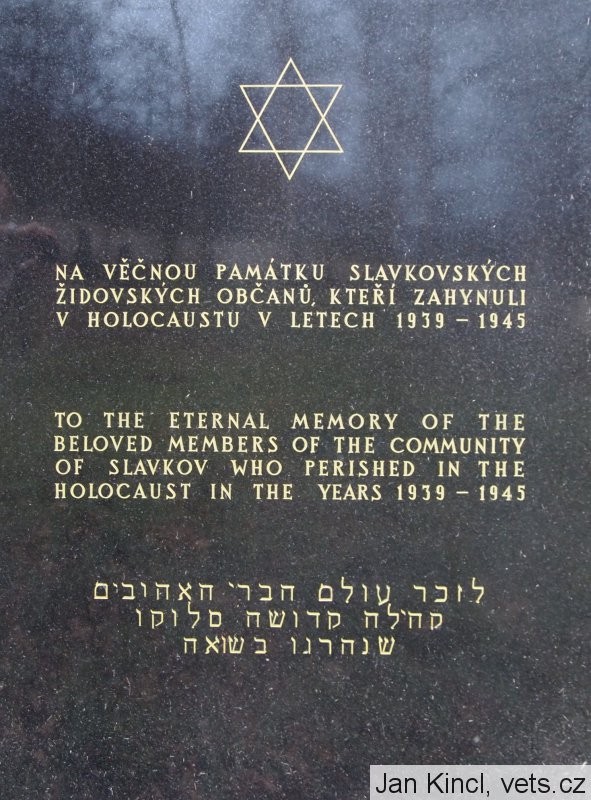 NA VĚČNOU PAMÁTKU SLAVKOVSKÝCH
ŽIDOVSKÝCH OBČANŮ, KTEŘÍ ZAHYNULI
V HOLOCAUSTU V LETECH 1939 – 1945
TO THE ETERNAL MEMORY OF THE
BELOVED MEMBERS OF THE COMMUNITY
OF SLAVKOV WHO PERISHED IN THE
HOLOCAUST IN THE YEARS 1939 – 1945
לזכר עולם חברי האהובים
קהילה קדושה סלוקו
שנהרגו בשואה
Jan Kincl, vets.cz